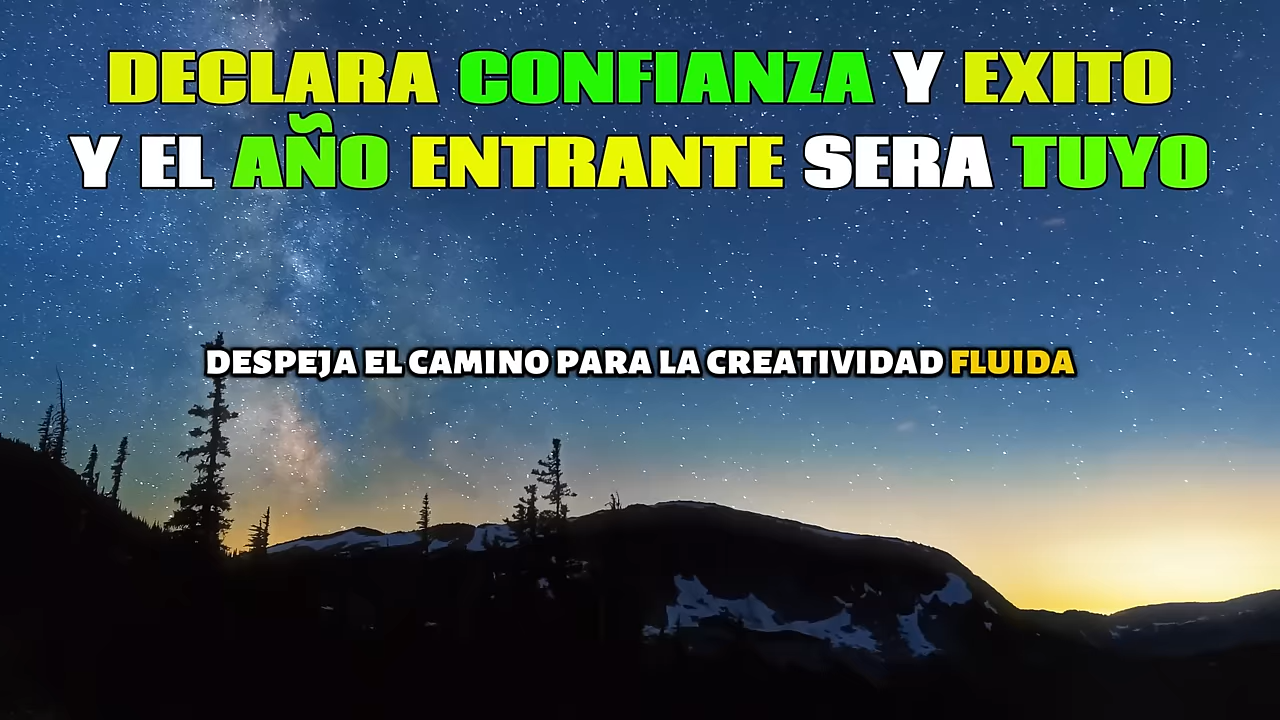 DECLARA CONFIANZA Y EXITO
Y EL AÑO ENTRANTE SERA TUYO
DESPEJA EL CAMINO PARA LA CREATIVIDAD FLUIDA